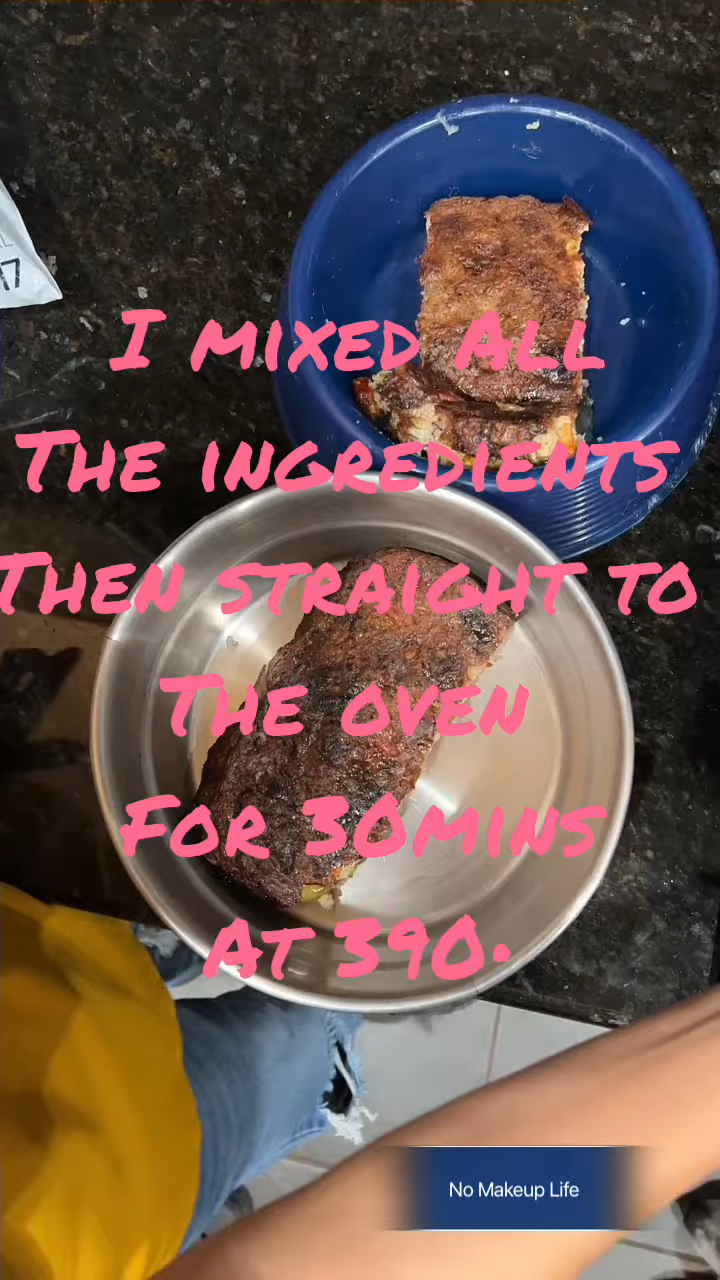 I mixed All
The ingredients
Then straight to
The oven
For 30mins
At 390.
No Makeup Life